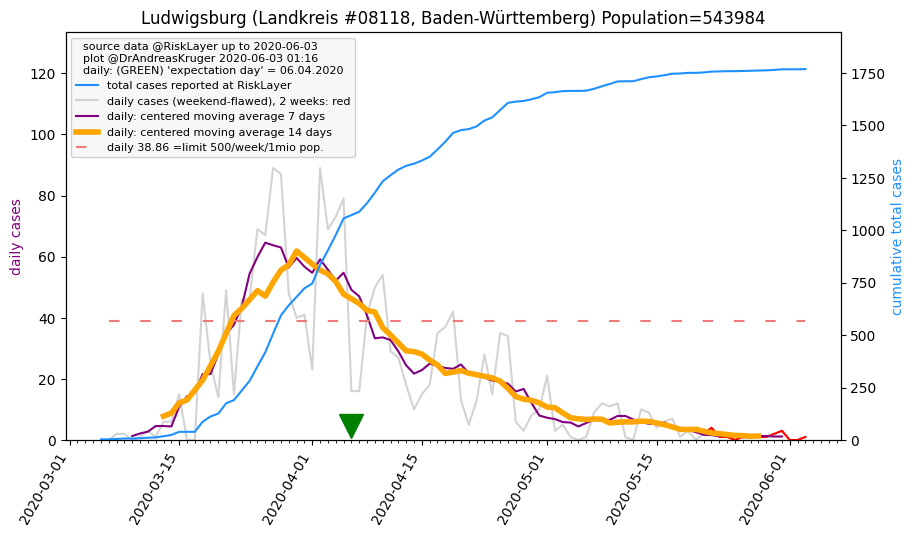 Ludwigsburg (Landkreis #08118, Baden-Württemberg) Population=543984
source data @RiskLayer up to 2020-06-03
plot @DrAndreasKruger 2020-06-03 01:16
daily: (GREEN) 'expectation day' = 06.04.2020
total cases reported at RiskLayer
daily cases (weekend-flawed), 2 weeks: red
daily: centered moving average 7 days
daily: centered moving average 14 days
daily 38.86 =limit 500/week/1mio pop.
daily cases
120
100
80
60
40
20
0
cumulative total cases
1750
1500
1250
1000
750
500
250
0
2020-03-01
2020-03-15
2020-04-01
2020-04-15
2020-05-01
2020-05-15
2020-06-01